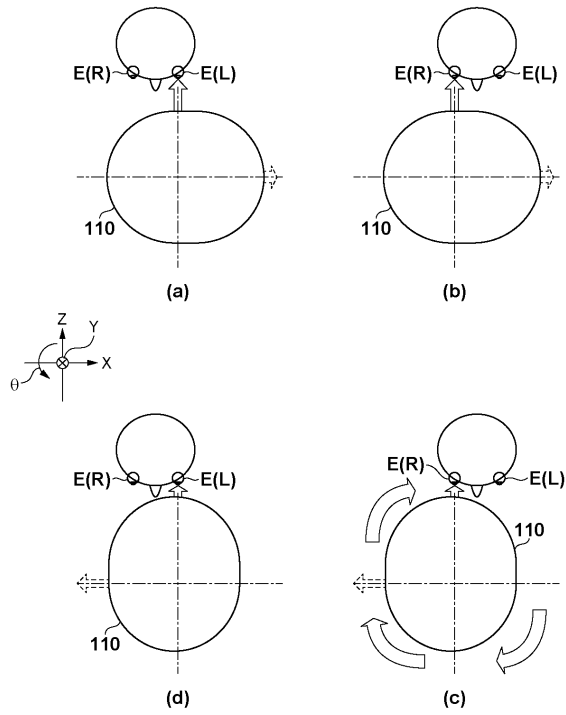 E(R) E(L) E(R) E(L)
110 110
(a) (b)
Z Y
X
θ
E(R) E(L) E(R) E(L)
110
110
(d) (c)